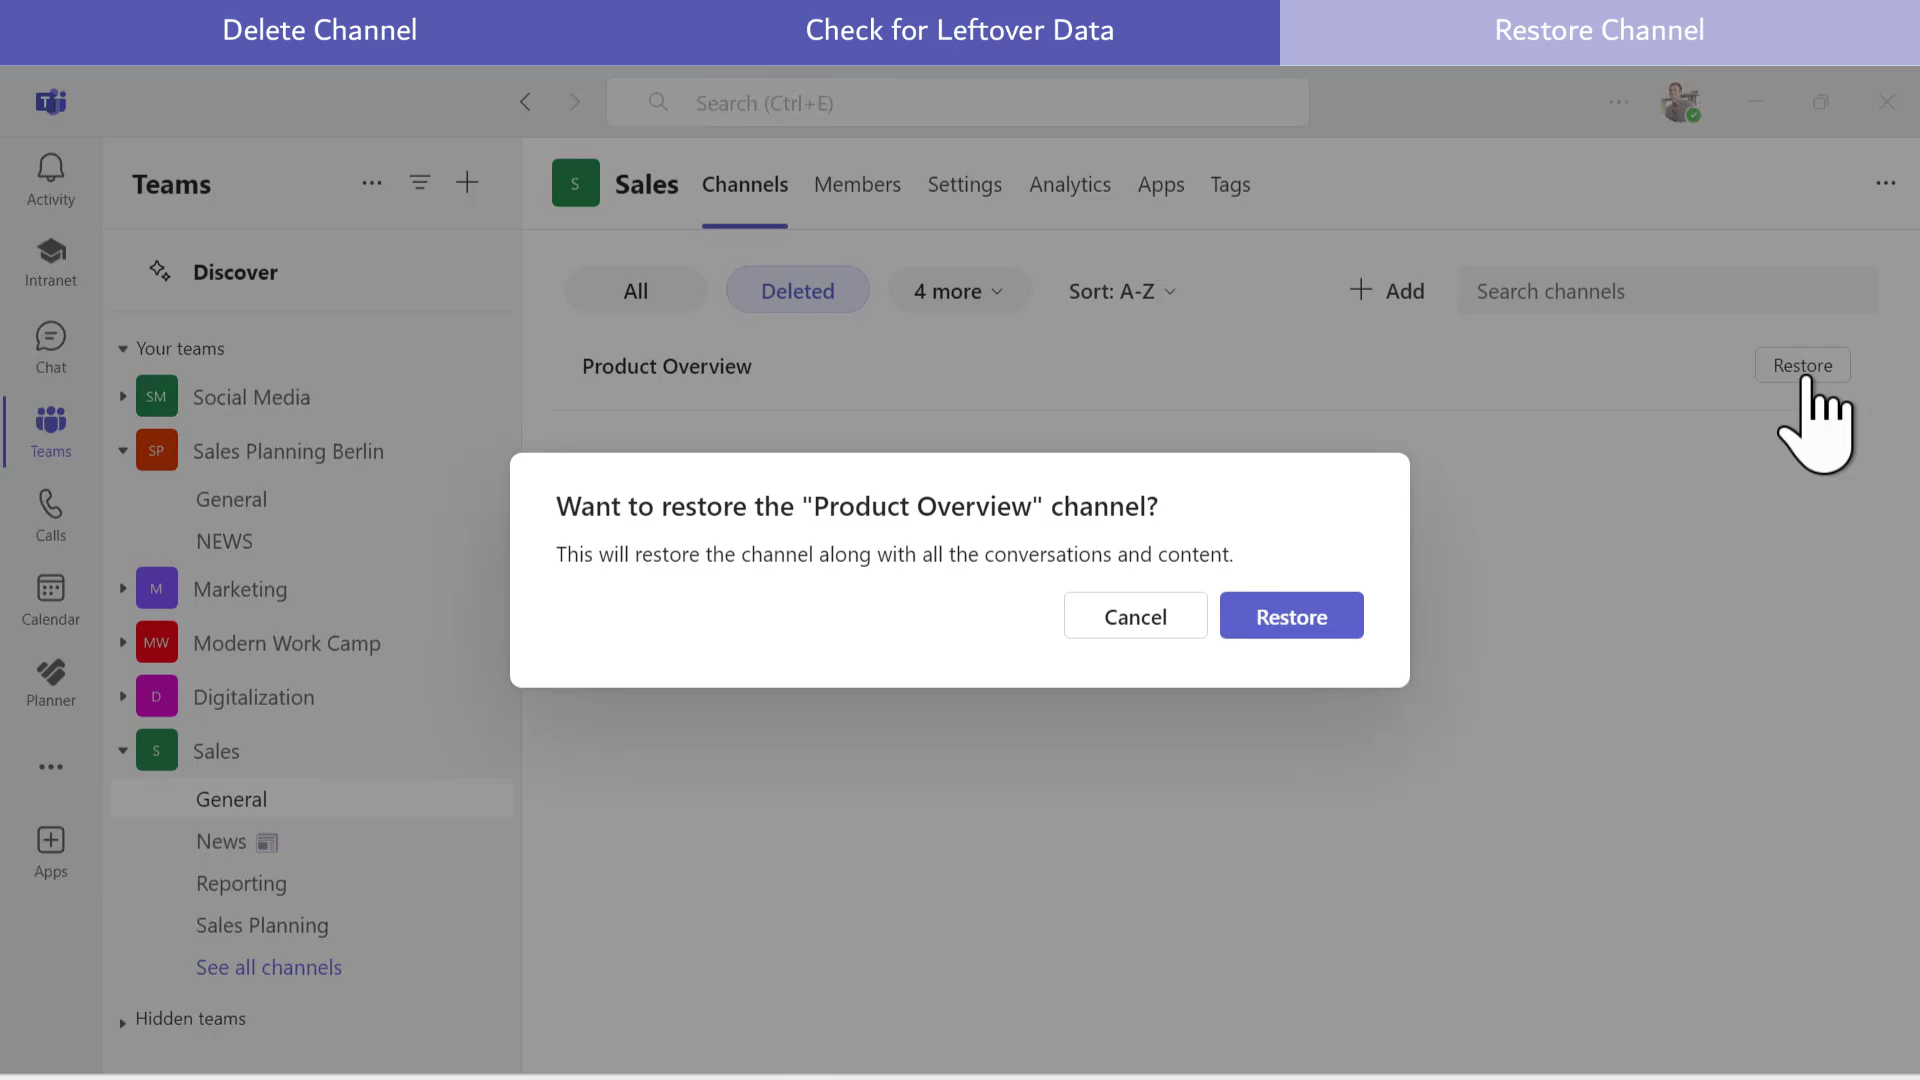 Delete Channel
Check for Leftover Data
Restore Channel
T
Search (Ctrl+E)
Activity
Intranet
Chat
Teams
Calls
Calendar
Planner
Apps
Teams
Discover
Your teams
SM Social Media
SP Sales Planning Berlin
General
NEWS
M Marketing
MW Modern Work Camp
D Digitalization
S Sales
General
News
Reporting
Sales Planning
See all channels
Hidden teams
S Sales Channels Members Settings Analytics Apps Tags
All Deleted 4 more Sort: A-Z Add Search channels
Product Overview Restore
Want to restore the "Product Overview" channel?
This will restore the channel along with all the conversations and content.
Cancel Restore